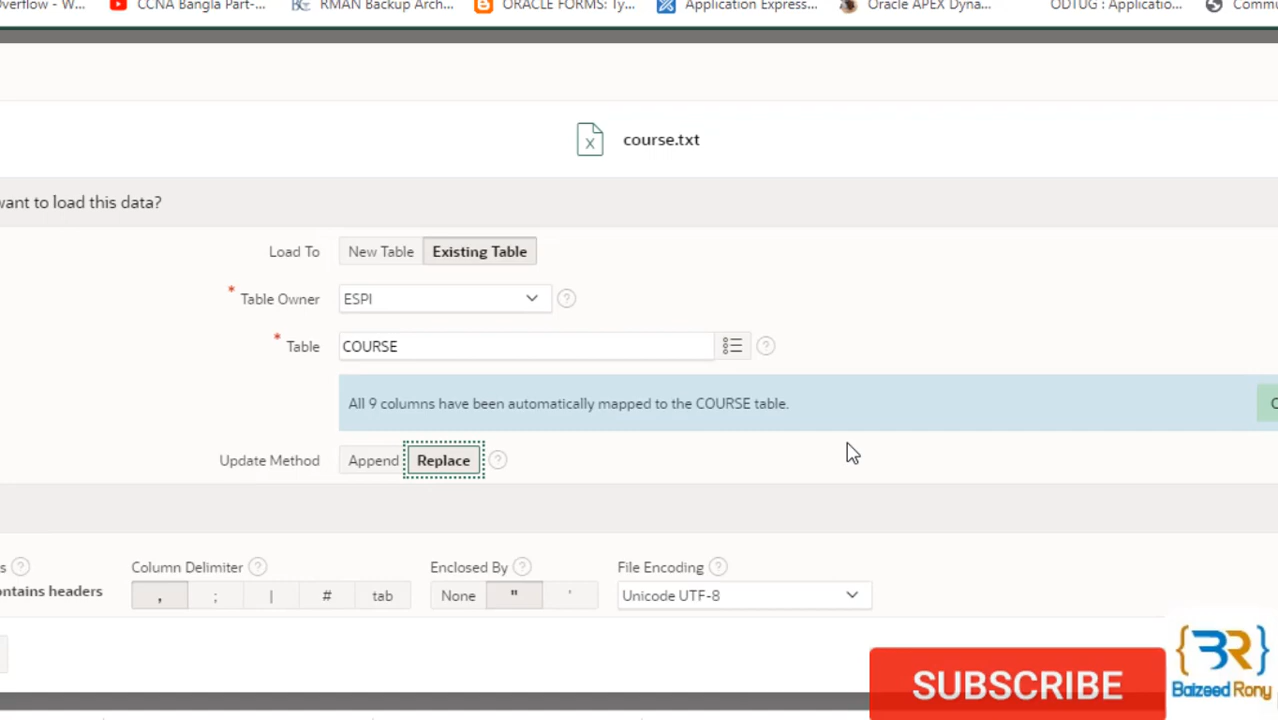 verflow - W... CCNA Bangla Part-... RMAN Backup Arch... ORACLE FORMS: Ty... Application Express... Oracle APEX Dyna... ODTUG : Applicatio... Commu
X course.txt
want to load this data?
Load To New Table Existing Table
* Table Owner ESPI ?
* Table COURSE ?
All 9 columns have been automatically mapped to the COURSE table. C
Update Method Append Replace ?
s ? Column Delimiter ? Enclosed By ? File Encoding ?
ontains headers , ; | # tab None " ' Unicode UTF-8
SUBSCRIBE
{BR}
Baizeed Rony